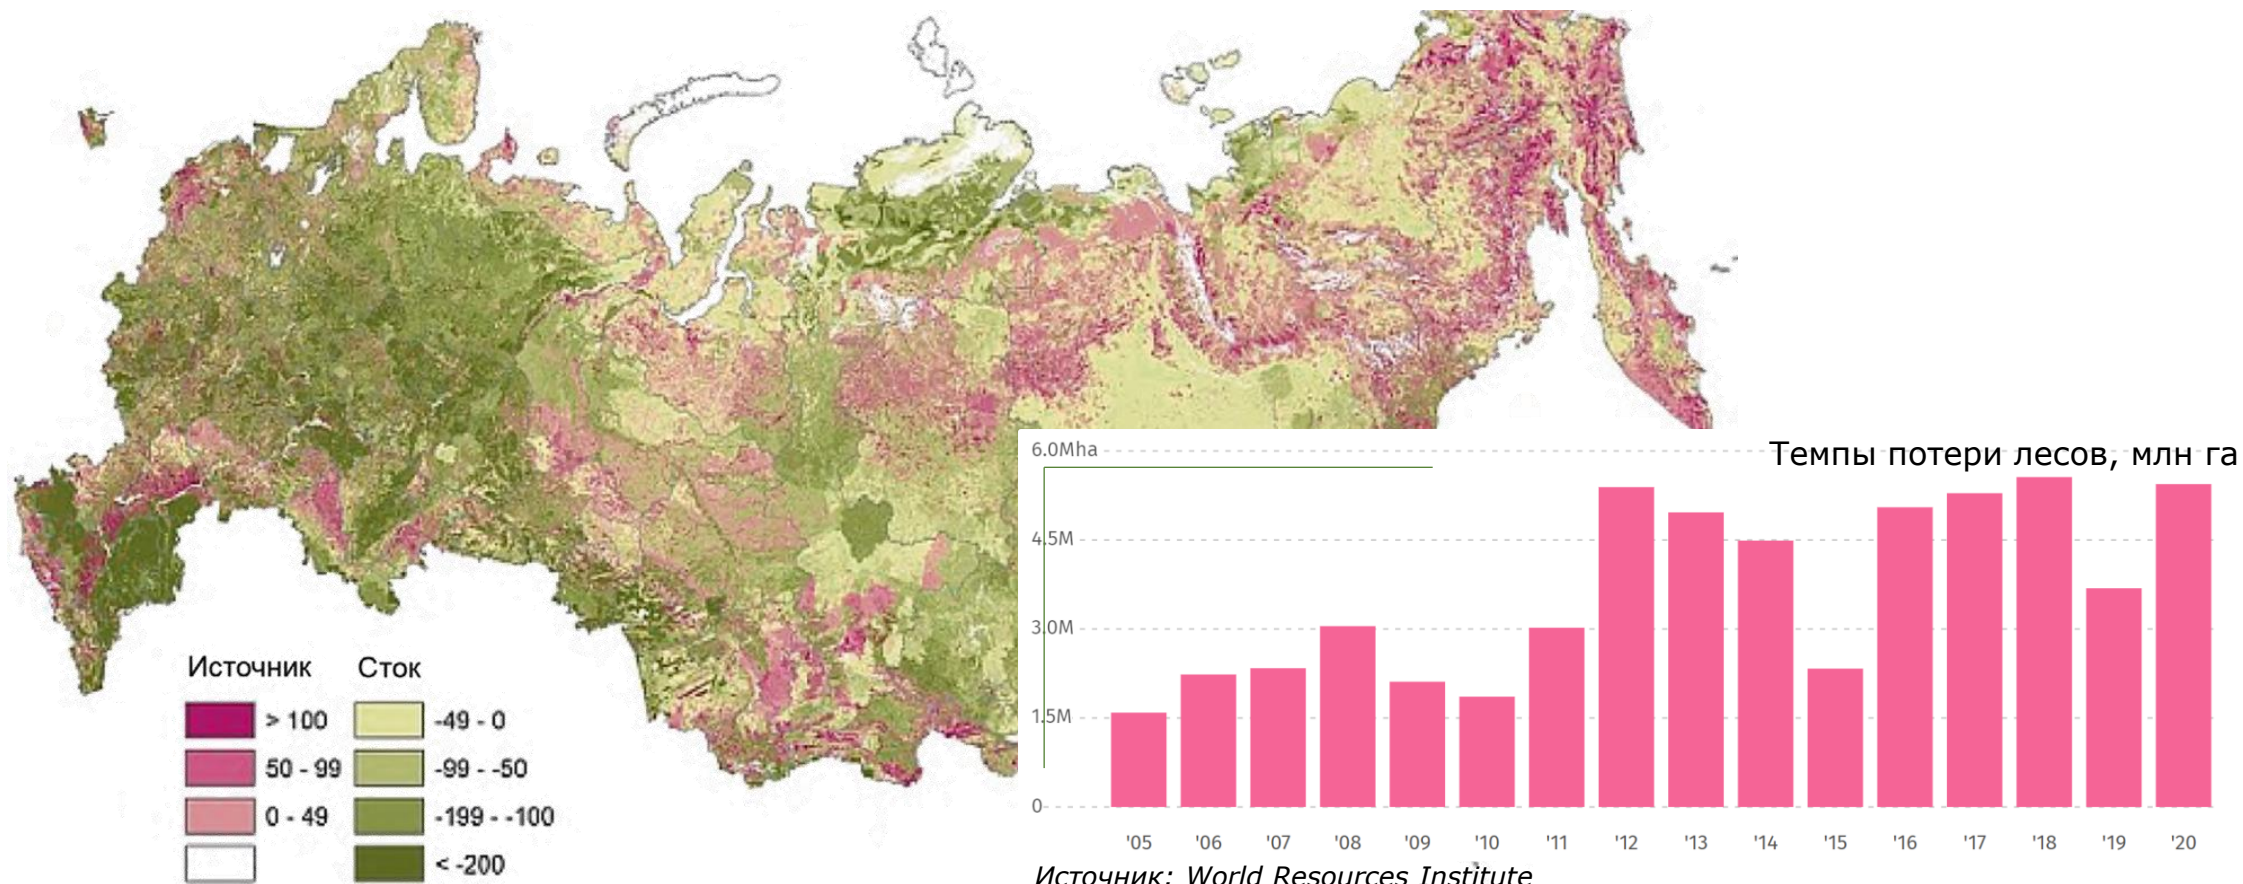 6.0Mha
Темпы потери лесов, млн га
4.5M
3.0M
1.5M
0
'05 '06 '07 '08 '09 '10 '11 '12 '13 '14 '15 '16 '17 '18 '19 '20
Источник: World Resources Institute
Источник Сток
> 100 -49 - 0
50 - 99 -99 - -50
0 - 49 -199 - -100
< -200